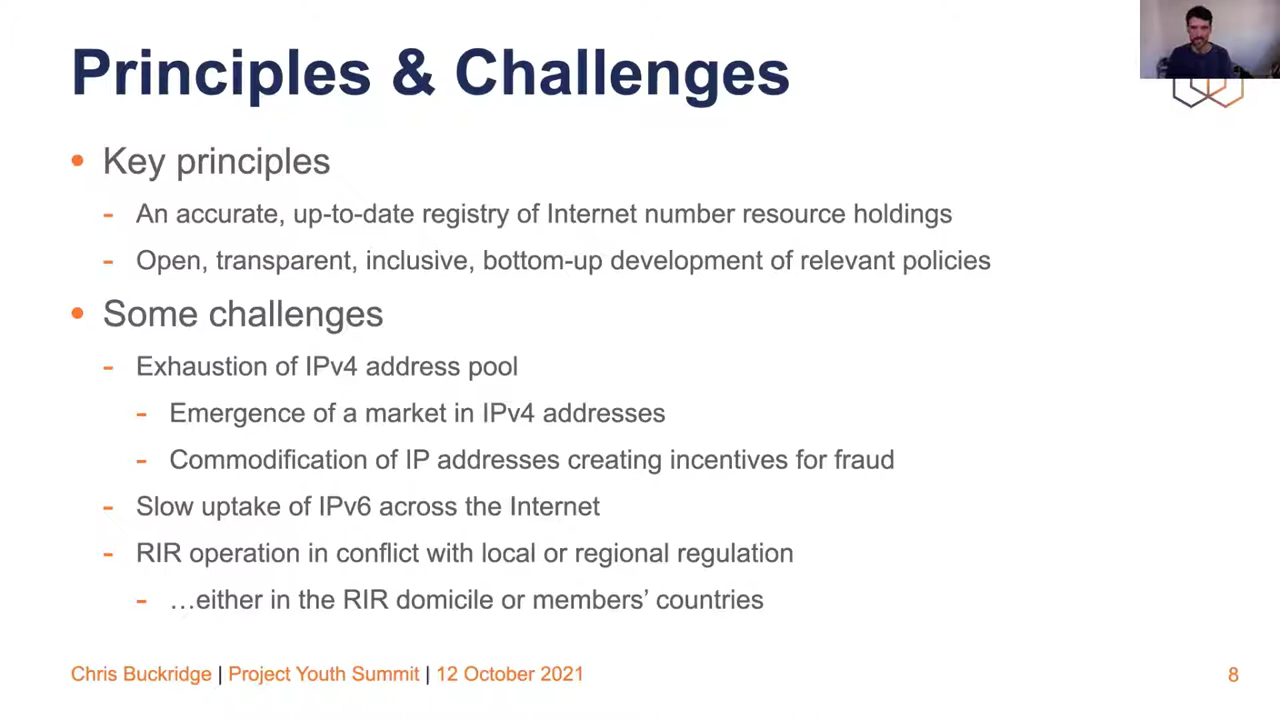 Principles & Challenges
• Key principles
- An accurate, up-to-date registry of Internet number resource holdings
- Open, transparent, inclusive, bottom-up development of relevant policies
• Some challenges
- Exhaustion of IPv4 address pool
- Emergence of a market in IPv4 addresses
- Commodification of IP addresses creating incentives for fraud
- Slow uptake of IPv6 across the Internet
- RIR operation in conflict with local or regional regulation
- …either in the RIR domicile or members’ countries
Chris Buckridge | Project Youth Summit | 12 October 2021
8